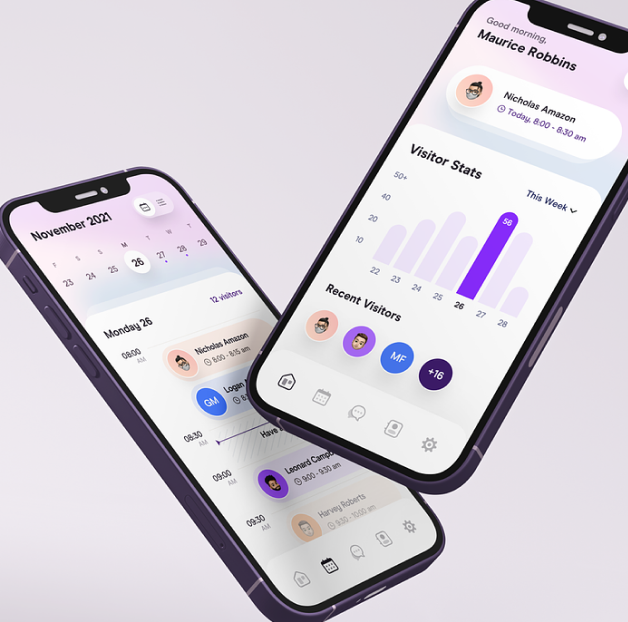 Good morning,
Maurice Robbins
Nicholas Amazon
Today, 8:00 - 8:30 am
Visitor Stats
This Week
50+
40
20
10
56
22 23 24 25 26 27 28
Recent Visitors
MF
+16
November 2021
S S S M T W T
23 24 25 26 27 28 29
Monday 26
12 visitors
08:00
AM
Nicholas Amazon
8:00 - 8:15 am
GM
Logan
08:30
AM
Have
09:00
AM
Leonard Campb
9:00 - 9:30 am
09:30
AM
Harvey Roberts
9:30 - 10:00 am